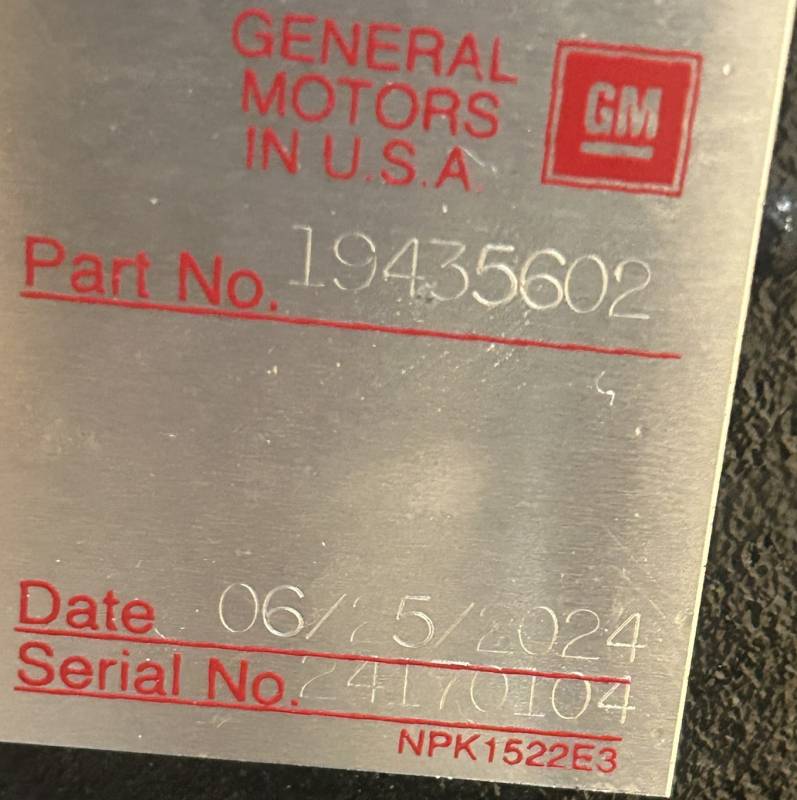 GENERAL
MOTORS
IN U.S.A.
GM
Part No. 19435602
Date 06/25/2024
Serial No. 24170104
NPK1522E3